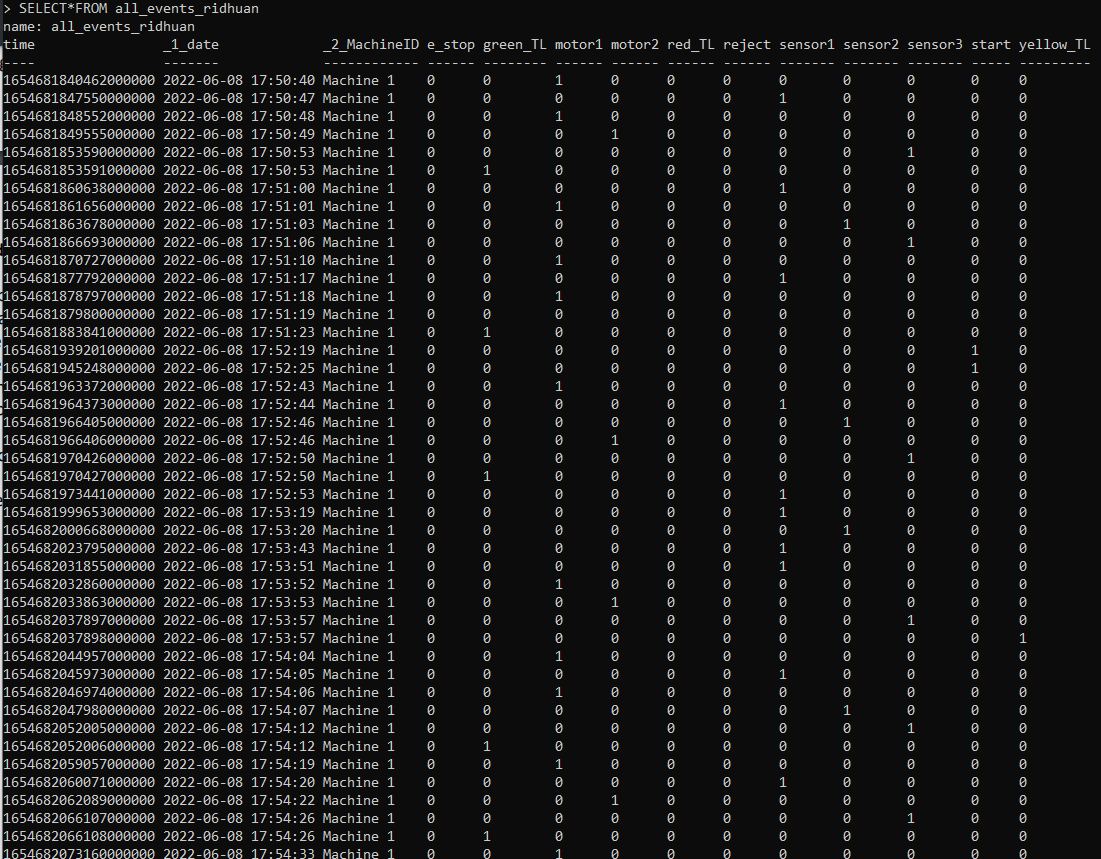 > SELECT*FROM all_events_ridhuan
name: all_events_ridhuan
time _1_date _2_MachineID e_stop green_TL motor1 motor2 red_TL reject sensor1 sensor2 sensor3 start yellow_TL
---- ------- ------------ ------ -------- ------ ------ ------ ------ ------- ------- ------- ----- ---------
1654681840462000000 2022-06-08 17:50:40 Machine 1 0 0 1 0 0 0 0 0 0 0 0
1654681847550000000 2022-06-08 17:50:47 Machine 1 0 0 0 0 0 0 1 0 0 0 0
1654681848552000000 2022-06-08 17:50:48 Machine 1 0 0 1 0 0 0 0 0 0 0 0
1654681849555000000 2022-06-08 17:50:49 Machine 1 0 0 0 1 0 0 0 0 0 0 0
1654681853590000000 2022-06-08 17:50:53 Machine 1 0 0 0 0 0 0 0 0 1 0 0
1654681853591000000 2022-06-08 17:50:53 Machine 1 0 1 0 0 0 0 0 0 0 0 0
1654681860638000000 2022-06-08 17:51:00 Machine 1 0 0 0 0 0 0 1 0 0 0 0
1654681861656000000 2022-06-08 17:51:01 Machine 1 0 0 1 0 0 0 0 0 0 0 0
1654681863678000000 2022-06-08 17:51:03 Machine 1 0 0 0 0 0 0 0 1 0 0 0
1654681866693000000 2022-06-08 17:51:06 Machine 1 0 0 0 0 0 0 0 0 1 0 0
1654681870727000000 2022-06-08 17:51:10 Machine 1 0 0 1 0 0 0 0 0 0 0 0
1654681877792000000 2022-06-08 17:51:17 Machine 1 0 0 0 0 0 0 1 0 0 0 0
1654681878797000000 2022-06-08 17:51:18 Machine 1 0 0 1 0 0 0 0 0 0 0 0
1654681879800000000 2022-06-08 17:51:19 Machine 1 0 0 0 0 0 0 0 0 0 0 0
1654681883841000000 2022-06-08 17:51:23 Machine 1 0 1 0 0 0 0 0 0 0 0 0
1654681939201000000 2022-06-08 17:52:19 Machine 1 0 0 0 0 0 0 0 0 0 1 0
1654681945248000000 2022-06-08 17:52:25 Machine 1 0 0 0 0 0 0 0 0 0 1 0
1654681963372000000 2022-06-08 17:52:43 Machine 1 0 0 1 0 0 0 0 0 0 0 0
1654681964373000000 2022-06-08 17:52:44 Machine 1 0 0 0 0 0 0 1 0 0 0 0
1654681966405000000 2022-06-08 17:52:46 Machine 1 0 0 0 0 0 0 0 1 0 0 0
1654681966406000000 2022-06-08 17:52:46 Machine 1 0 0 0 1 0 0 0 0 0 0 0
1654681970426000000 2022-06-08 17:52:50 Machine 1 0 0 0 0 0 0 0 0 1 0 0
1654681970427000000 2022-06-08 17:52:50 Machine 1 0 1 0 0 0 0 0 0 0 0 0
1654681973441000000 2022-06-08 17:52:53 Machine 1 0 0 0 0 0 0 1 0 0 0 0
1654681999653000000 2022-06-08 17:53:19 Machine 1 0 0 0 0 0 0 1 0 0 0 0
1654682000668000000 2022-06-08 17:53:20 Machine 1 0 0 0 0 0 0 0 1 0 0 0
1654682023795000000 2022-06-08 17:53:43 Machine 1 0 0 0 0 0 0 1 0 0 0 0
1654682031855000000 2022-06-08 17:53:51 Machine 1 0 0 0 0 0 0 1 0 0 0 0
1654682032860000000 2022-06-08 17:53:52 Machine 1 0 0 1 0 0 0 0 0 0 0 0
1654682033863000000 2022-06-08 17:53:53 Machine 1 0 0 0 1 0 0 0 0 0 0 0
1654682037897000000 2022-06-08 17:53:57 Machine 1 0 0 0 0 0 0 0 0 1 0 0
1654682037898000000 2022-06-08 17:53:57 Machine 1 0 0 0 0 0 0 0 0 0 0 1
1654682044957000000 2022-06-08 17:54:04 Machine 1 0 0 1 0 0 0 0 0 0 0 0
1654682045973000000 2022-06-08 17:54:05 Machine 1 0 0 0 0 0 0 1 0 0 0 0
1654682046974000000 2022-06-08 17:54:06 Machine 1 0 0 1 0 0 0 0 0 0 0 0
1654682047980000000 2022-06-08 17:54:07 Machine 1 0 0 0 0 0 0 0 1 0 0 0
1654682052005000000 2022-06-08 17:54:12 Machine 1 0 0 0 0 0 0 0 0 1 0 0
1654682052006000000 2022-06-08 17:54:12 Machine 1 0 1 0 0 0 0 0 0 0 0 0
1654682059057000000 2022-06-08 17:54:19 Machine 1 0 0 1 0 0 0 0 0 0 0 0
1654682060071000000 2022-06-08 17:54:20 Machine 1 0 0 0 0 0 0 1 0 0 0 0
1654682062089000000 2022-06-08 17:54:22 Machine 1 0 0 0 1 0 0 0 0 0 0 0
1654682066107000000 2022-06-08 17:54:26 Machine 1 0 0 0 0 0 0 0 0 1 0 0
1654682066108000000 2022-06-08 17:54:26 Machine 1 0 1 0 0 0 0 0 0 0 0 0
1654682073160000000 2022-06-08 17:54:33 Machine 1 0 0 1 0 0 0 0 0 0 0 0